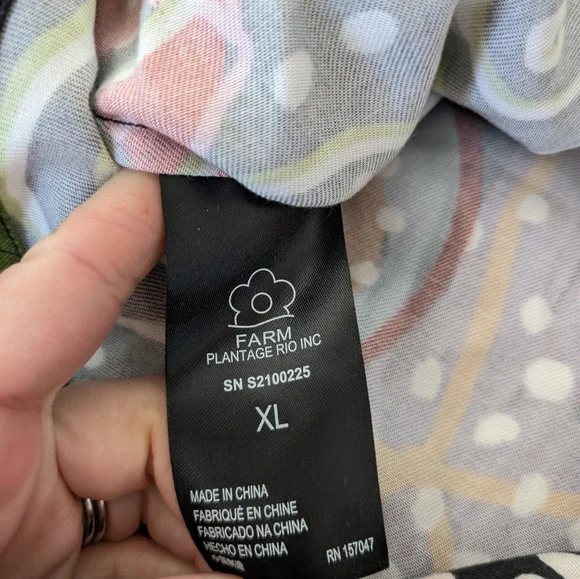 FARM
PLANTAGE RIO INC
SN S2100225
XL
MADE IN CHINA
FABRIQUÉ EN CHINE
FABRICADO NA CHINA
HECHO EN CHINA
RN 157047